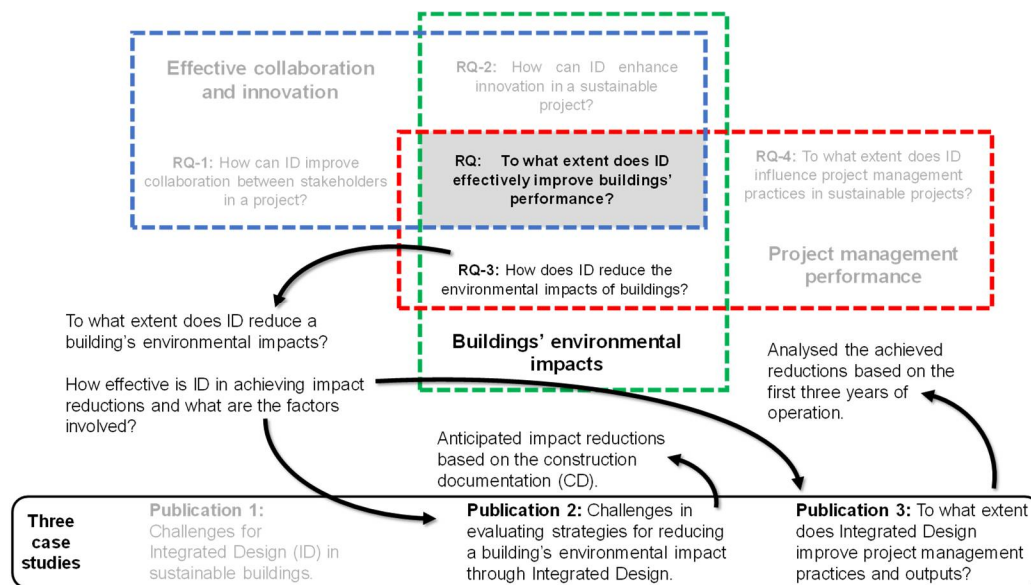 Effective collaboration
and innovation
RQ-2: How can ID enhance
innovation in a sustainable
project?
RQ-1: How can ID improve
collaboration between stakeholders
in a project?
RQ: To what extent does ID
effectively improve buildings’
performance?
RQ-4: To what extent does ID
influence project management
practices in sustainable projects?
Project management
performance
RQ-3: How does ID reduce the
environmental impacts of buildings?
Buildings’ environmental
impacts
To what extent does ID reduce a
building’s environmental impacts?
How effective is ID in achieving impact
reductions and what are the factors
involved?
Analysed the achieved
reductions based on the
first three years of
operation.
Anticipated impact reductions
based on the construction
documentation (CD).
Three
case
studies
Publication 1:
Challenges for
Integrated Design (ID) in
sustainable buildings.
Publication 2: Challenges in
evaluating strategies for reducing
a building’s environmental impact
through Integrated Design.
Publication 3: To what extent
does Integrated Design
improve project management
practices and outputs?